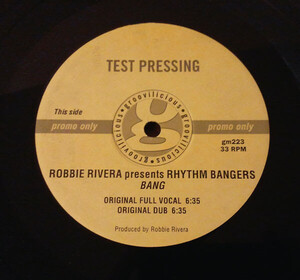 TEST PRESSING
This side
groovilicious • groovilicious •
promo only
promo only
gm223
33 RPM
ROBBIE RIVERA presents RHYTHM BANGERS
BANG
ORIGINAL FULL VOCAL 6:35
ORIGINAL DUB 6:35
Produced by Robbie Rivera